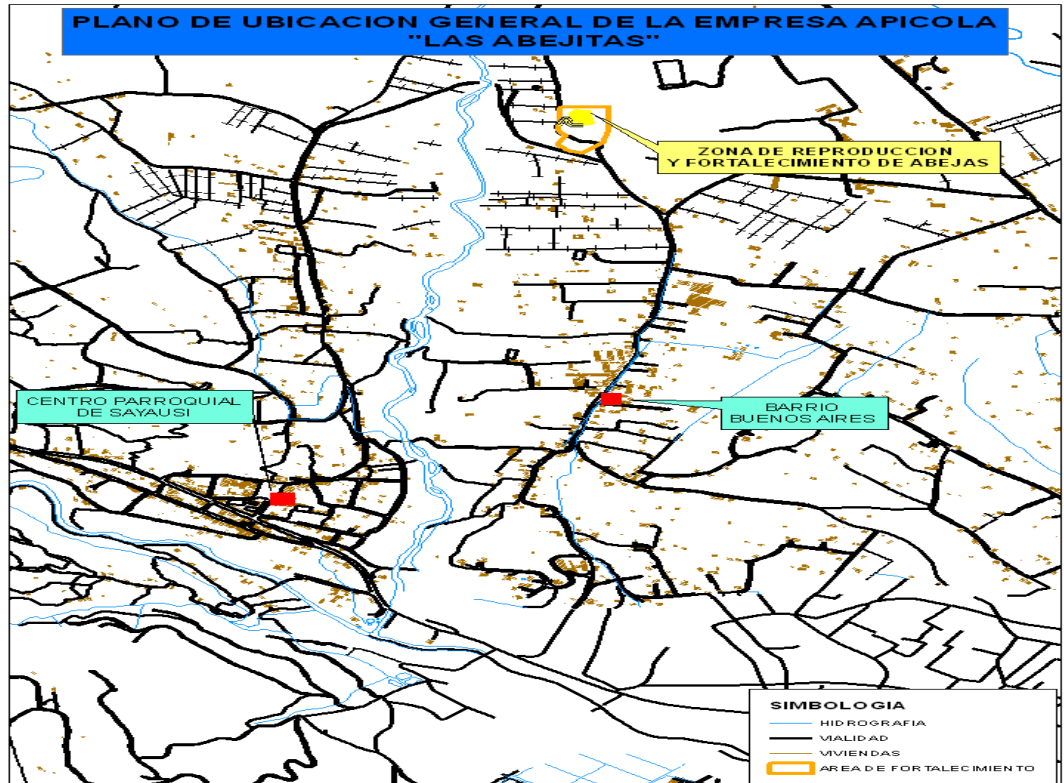 PLANO DE UBICACION GENERAL DE LA EMPRESA APICOLA
"LAS ABEJITAS"
ZONA DE REPRODUCCION
Y FORTALECIMIENTO DE ABEJAS
CENTRO PARROQUIAL
DE SAYAUSI
BARRIO
BUENOS AIRES
SIMBOLOGIA
HIDROGRAFIA
VIALIDAD
VIVIENDAS
AREA DE FORTALECIMIENTO